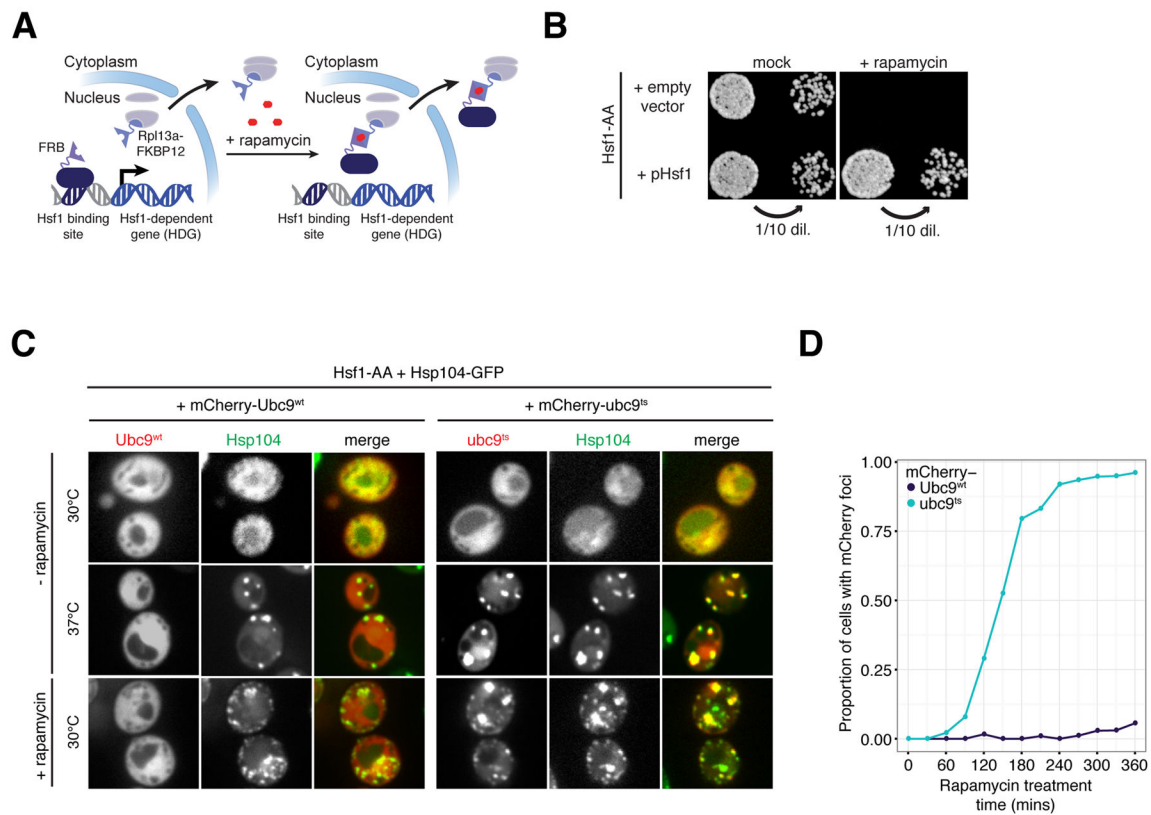 A
Cytoplasm
Nucleus
FRB
Rpl13a-
FKBP12
Hsf1 binding
site
Hsf1-dependent
gene (HDG)
+ rapamycin
Cytoplasm
Nucleus
Hsf1 binding
site
Hsf1-dependent
gene (HDG)
B
mock
+ rapamycin
Hsf1-AA
+ empty
vector
+ pHsf1
1/10 dil.
1/10 dil.
C
Hsf1-AA + Hsp104-GFP
+ mCherry-Ubc9wt
+ mCherry-ubc9ts
Ubc9wt
Hsp104
merge
ubc9ts
Hsp104
merge
- rapamycin
30°C
37°C
+ rapamycin
30°C
D
Proportion of cells with mCherry foci
1.00
0.75
0.50
0.25
0.00
mCherry–
Ubc9wt
ubc9ts
0 60 120 180 240 300 360
Rapamycin treatment
time (mins)